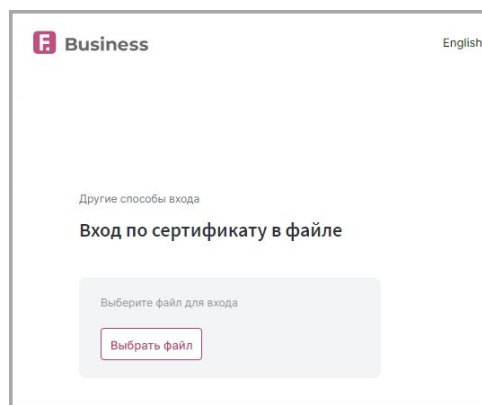 F. Business
English
Другие способы входа
Вход по сертификату в файле
Выберите файл для входа
Выбрать файл